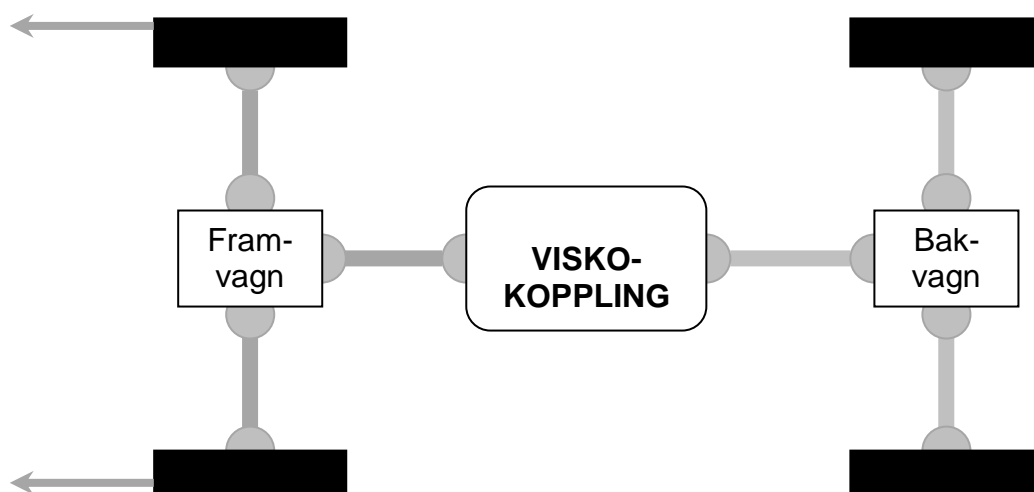 Fram-
vagn
VISKO-
KOPPLING
Bak-
vagn